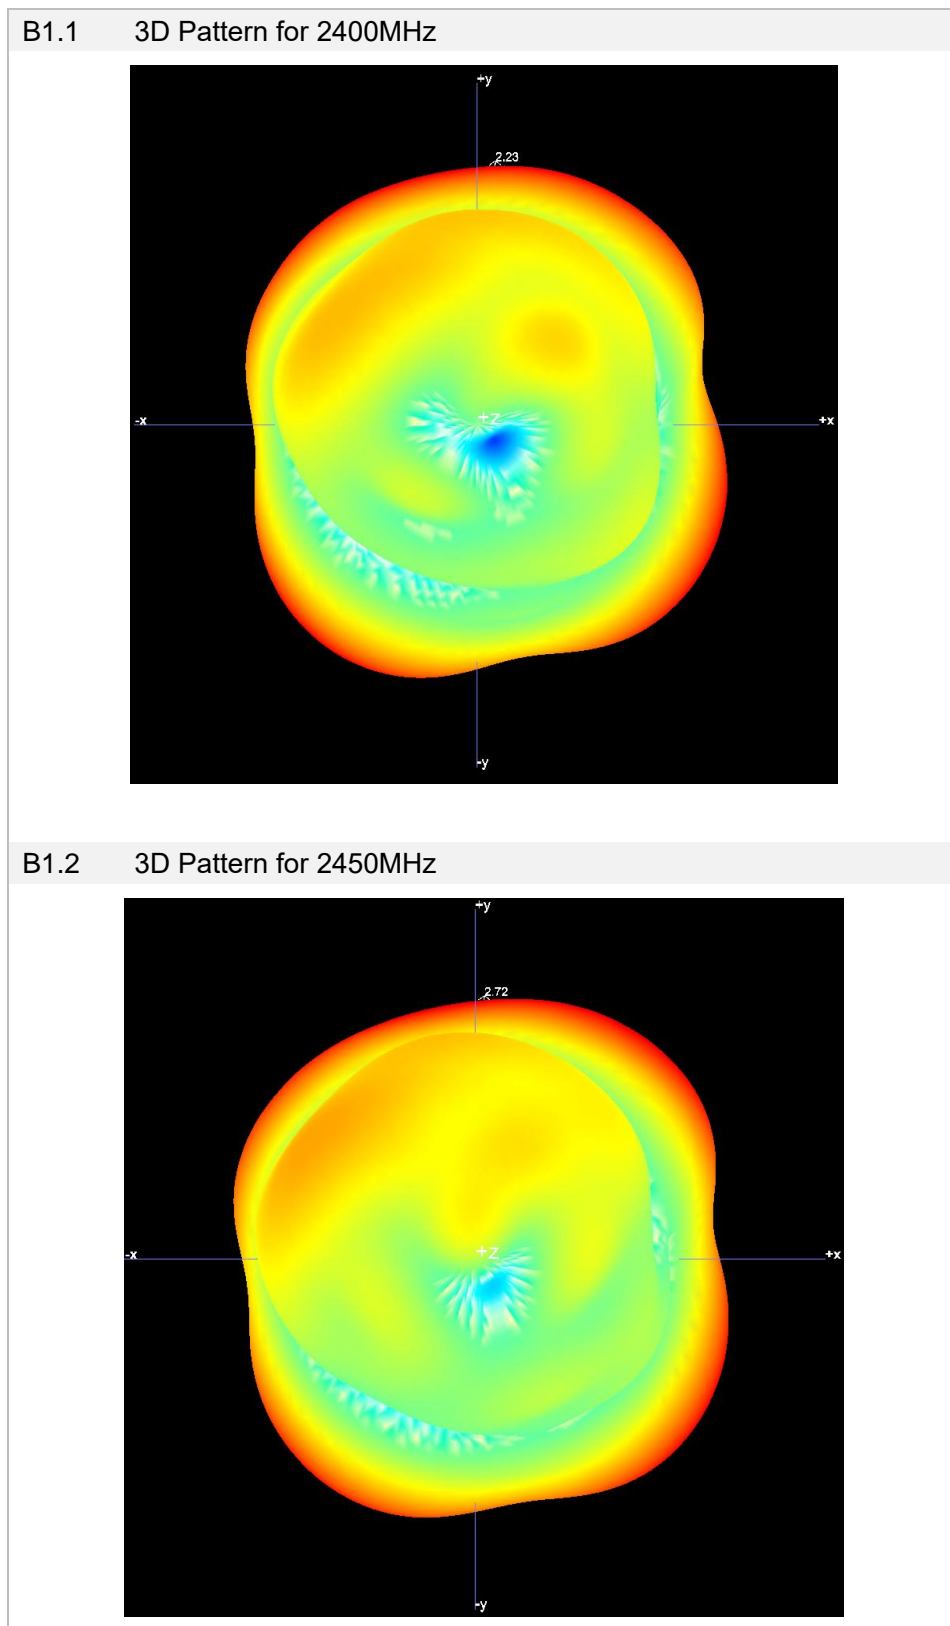 B1.1 3D Pattern for 2400MHz
+y
2.23
-x
+z
+x
-y
B1.2 3D Pattern for 2450MHz
+y
2.72
-x
+z
+x
-y